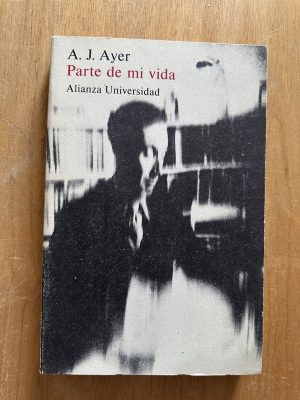 A. J. Ayer
Parte de mi vida
Alianza Universidad